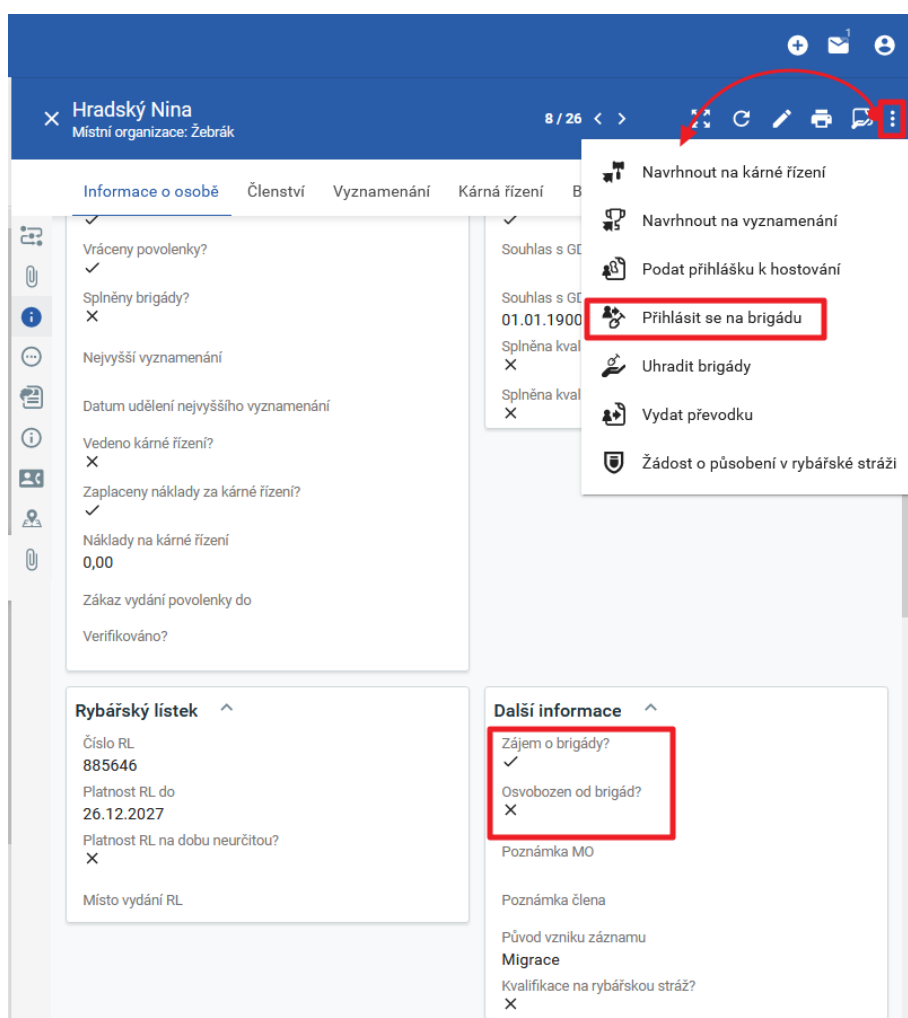 1
Hradský Nina
Místní organizace: Žebrák
8 / 26
Informace o osobě Členství Vyznamenání Kárná řízení B
Navrhnout na kárné řízení
Navrhnout na vyznamenání
Podat přihlášku k hostování
Přihlásit se na brigádu
Uhradit brigády
Vydat převodku
Žádost o působení v rybářské stráži
Vráceny povolenky?
Splněny brigády?
Nejvyšší vyznamenání
Datum udělení nejvyššího vyznamenání
Vedeno kárné řízení?
Zaplaceny náklady za kárné řízení?
Náklady na kárné řízení
0,00
Zákaz vydání povolenky do
Verifikováno?
Souhlas s GD
Souhlas s GD
01.01.1900
Splněna kval
Splněna kval
Rybářský lístek
Číslo RL
885646
Platnost RL do
26.12.2027
Platnost RL na dobu neurčitou?
Místo vydání RL
Další informace
Zájem o brigády?
Osvobozen od brigád?
Poznámka MO
Poznámka člena
Původ vzniku záznamu
Migrace
Kvalifikace na rybářskou stráž?